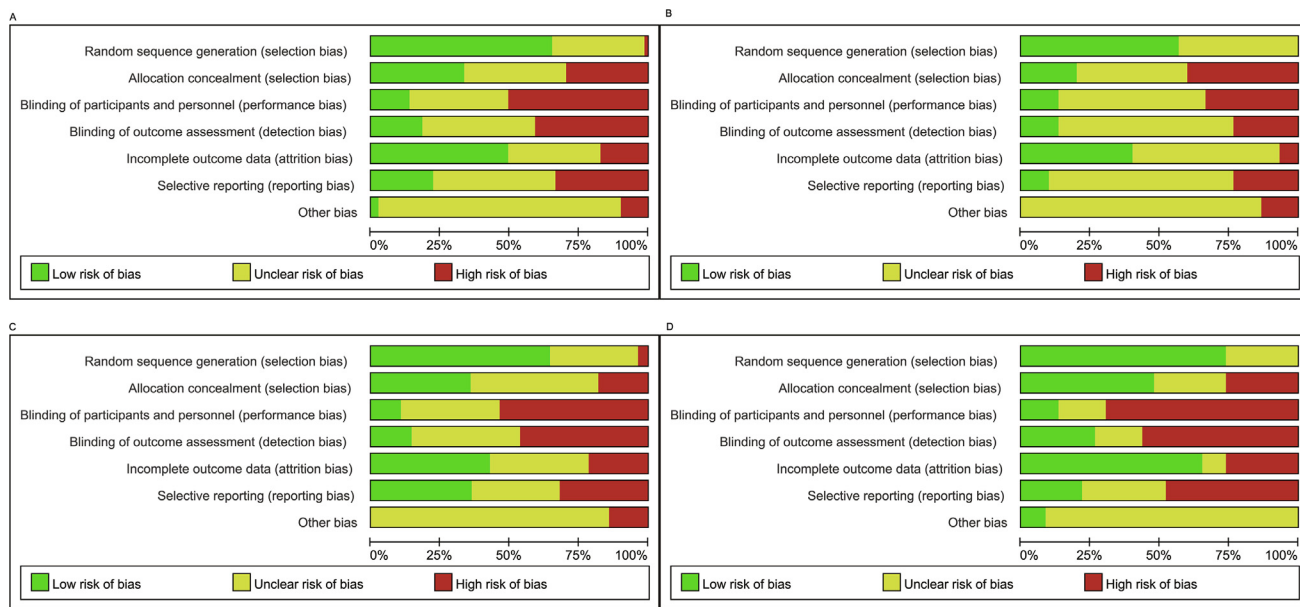 A
Random sequence generation (selection bias)
Allocation concealment (selection bias)
Blinding of participants and personnel (performance bias)
Blinding of outcome assessment (detection bias)
Incomplete outcome data (attrition bias)
Selective reporting (reporting bias)
Other bias
0% 25% 50% 75% 100%
Low risk of bias Unclear risk of bias High risk of bias
B
Random sequence generation (selection bias)
Allocation concealment (selection bias)
Blinding of participants and personnel (performance bias)
Blinding of outcome assessment (detection bias)
Incomplete outcome data (attrition bias)
Selective reporting (reporting bias)
Other bias
0% 25% 50% 75% 100%
Low risk of bias Unclear risk of bias High risk of bias
C
Random sequence generation (selection bias)
Allocation concealment (selection bias)
Blinding of participants and personnel (performance bias)
Blinding of outcome assessment (detection bias)
Incomplete outcome data (attrition bias)
Selective reporting (reporting bias)
Other bias
0% 25% 50% 75% 100%
Low risk of bias Unclear risk of bias High risk of bias
D
Random sequence generation (selection bias)
Allocation concealment (selection bias)
Blinding of participants and personnel (performance bias)
Blinding of outcome assessment (detection bias)
Incomplete outcome data (attrition bias)
Selective reporting (reporting bias)
Other bias
0% 25% 50% 75% 100%
Low risk of bias Unclear risk of bias High risk of bias